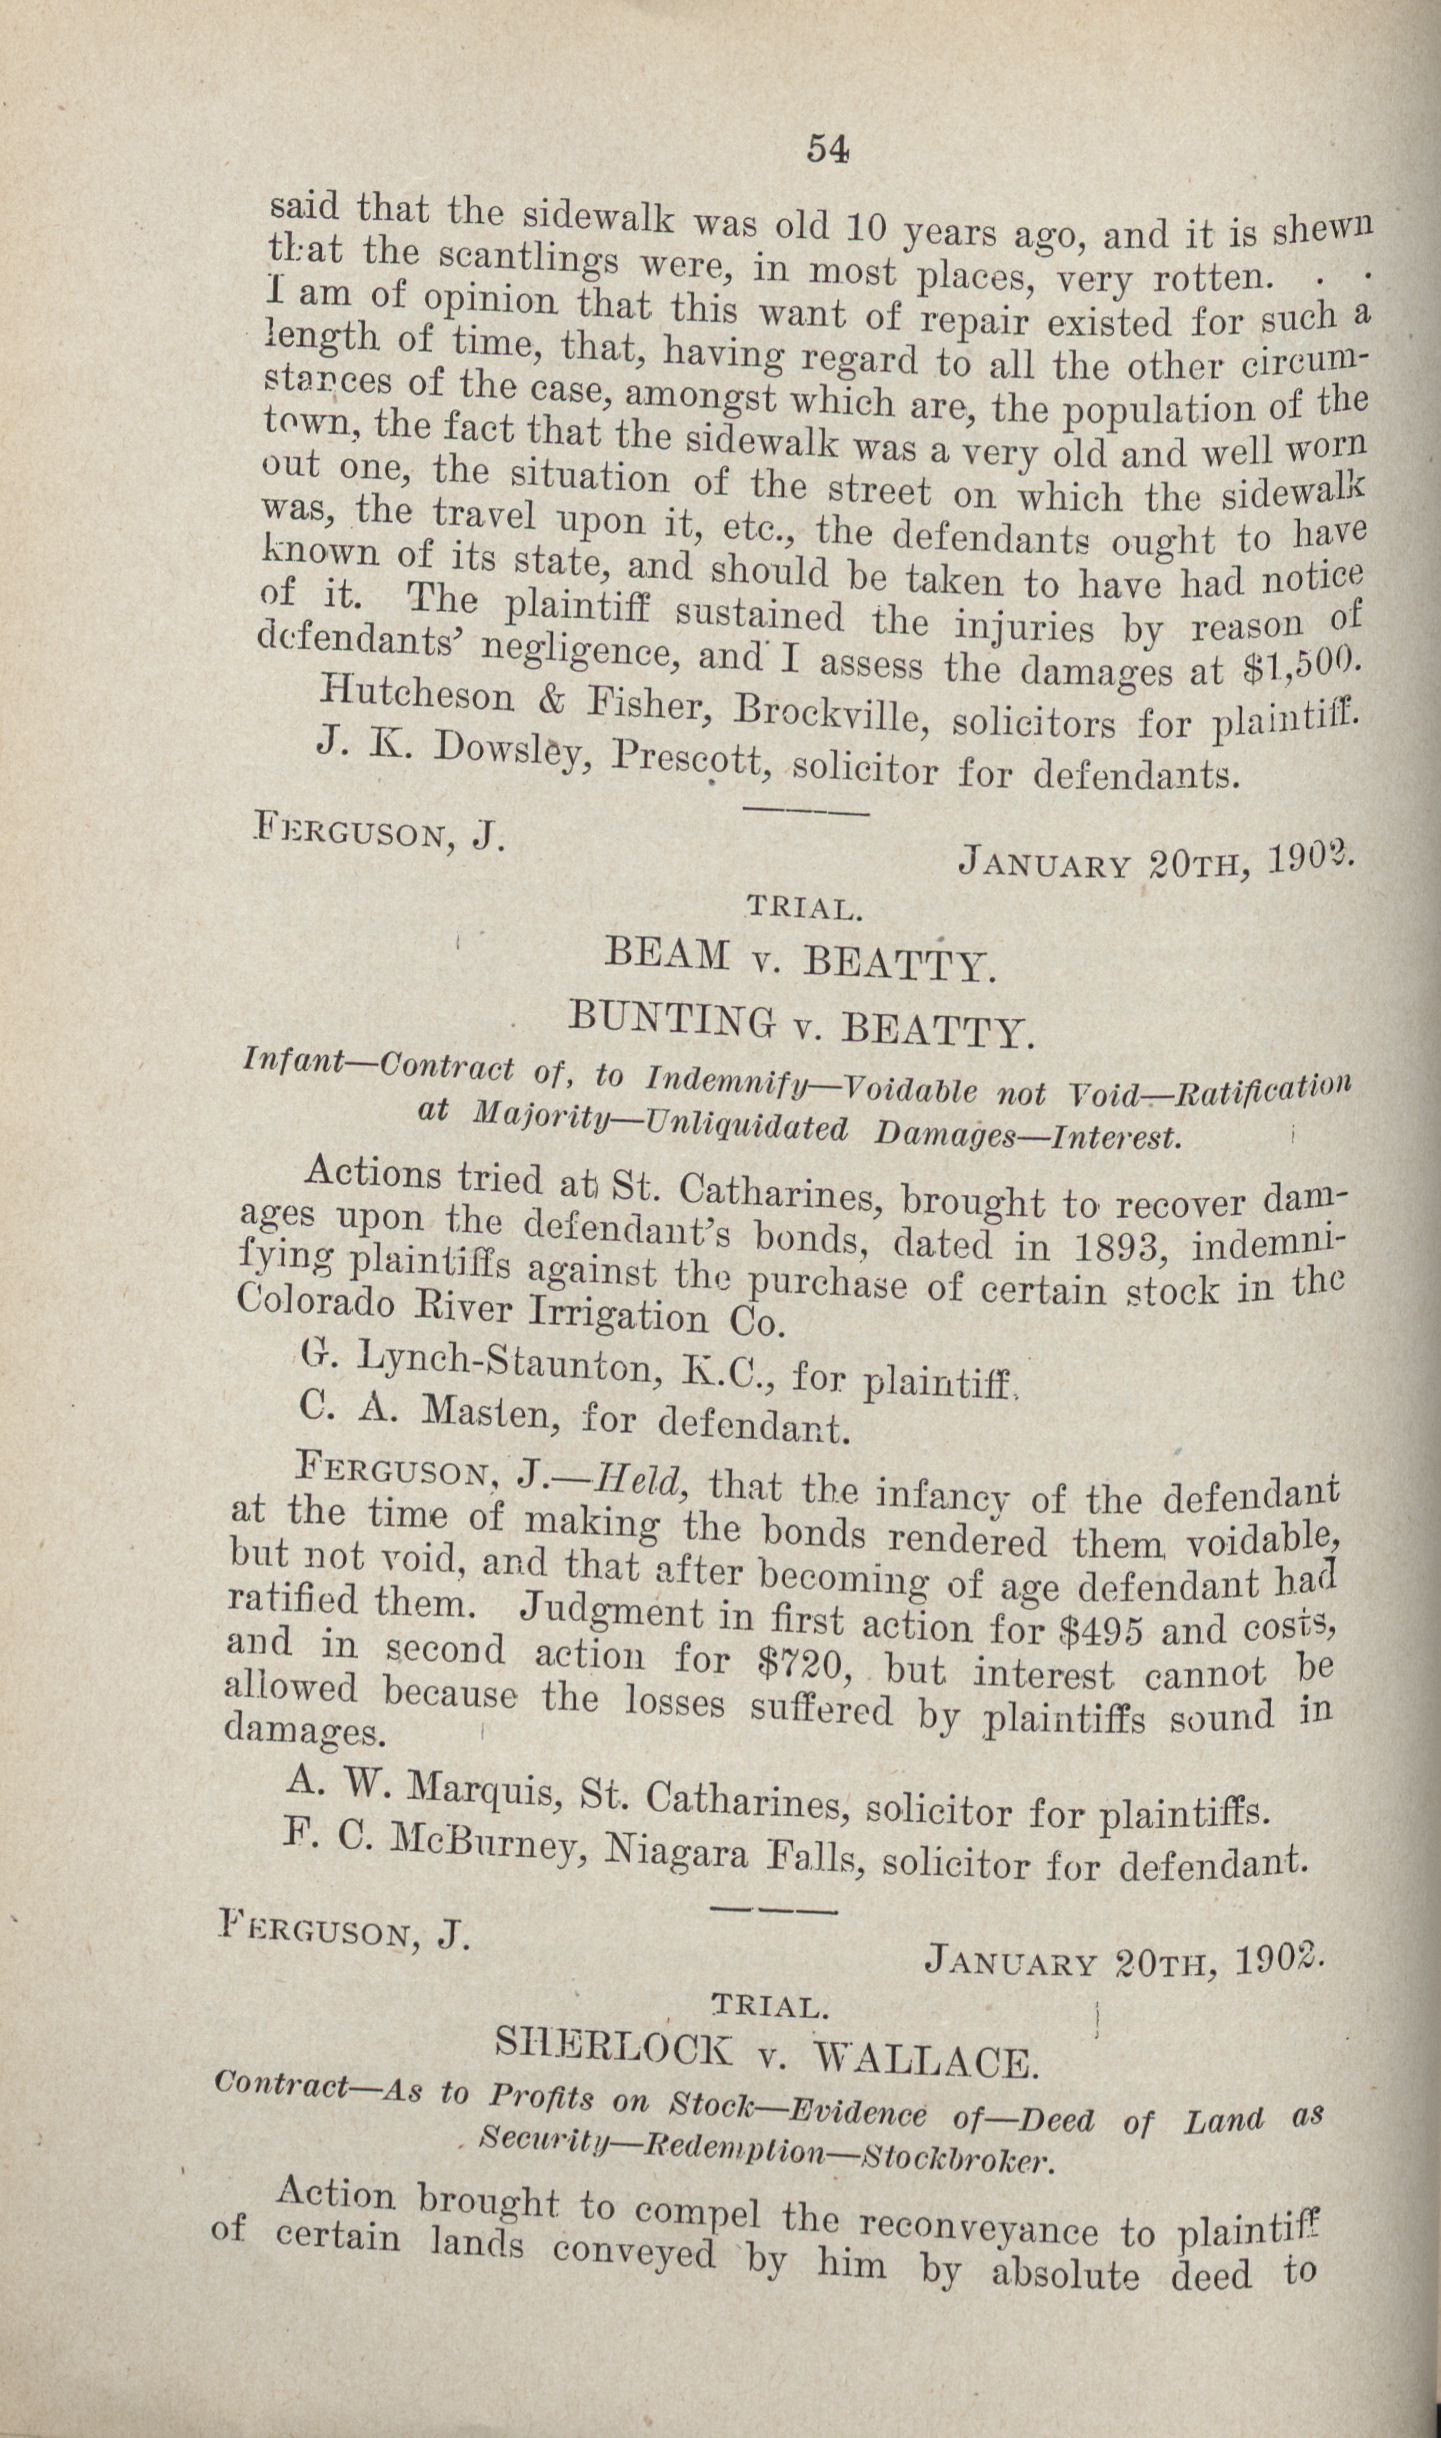 54
said that the sidewalk was old 10 years ago, and it is shewn
that the scantlings were, in most places, very rotten. . .
I am of opinion that this want of repair existed for such a
length of time, that, having regard to all the other circum-
stances of the case, amongst which are, the population of the
town, the fact that the sidewalk was a very old and well worn
out one, the situation of the street on which the sidewalk
was, the travel upon it, etc., the defendants ought to have
known of its state, and should be taken to have had notice
of it. The plaintiff sustained the injuries by reason of
defendants' negligence, and I assess the damages at $1,500.
Hutcheson & Fisher, Brockville, solicitors for plaintiff.
J. K. Dowsley, Prescott, solicitor for defendants.
FERGUSON, J.
JANUARY 20TH, 1902.
TRIAL.
BEAM v. BEATTY.
BUNTING v. BEATTY.
Infant—Contract of, to Indemnify—Voidable not Void—Ratification
at Majority—Unliquidated Damages—Interest.
Actions tried at St. Catharines, brought to recover dam-
ages upon the defendant's bonds, dated in 1893, indemni-
fying plaintiffs against the purchase of certain stock in the
Colorado River Irrigation Co.
G. Lynch-Staunton, K.C., for plaintiff.
C. A. Masten, for defendant.
FERGUSON, J.—Held, that the infancy of the defendant
at the time of making the bonds rendered them voidable,
but not void, and that after becoming of age defendant had
ratified them. Judgment in first action for $495 and costs,
and in second action for $720, but interest cannot be
allowed because the losses suffered by plaintiffs sound in
damages.
A. W. Marquis, St. Catharines, solicitor for plaintiffs.
F. C. McBurney, Niagara Falls, solicitor for defendant.
FERGUSON, J.
JANUARY 20TH, 1902.
TRIAL.
SHERLOCK v. WALLACE.
Contract—As to Profits on Stock—Evidence of—Deed of Land as
Security—Redemption—Stockbroker.
Action brought to compel the reconveyance to plaintiff
of certain lands conveyed by him by absolute deed to